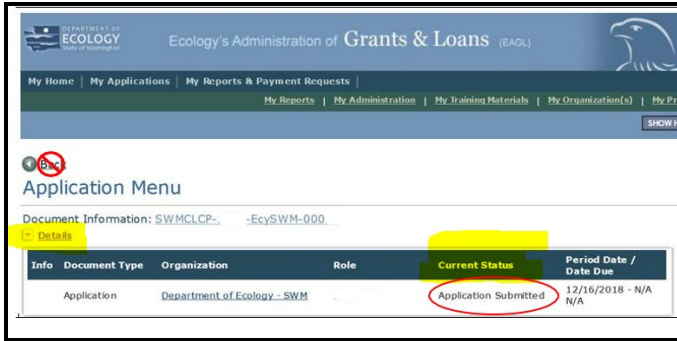 DEPARTMENT OF
ECOLOGY
State of Washington
Ecology's Administration of Grants & Loans (EAGL)
My Home | My Applications | My Reports & Payment Requests |
My Reports | My Administration | My Training Materials | My Organization(s) | My Pr
SHOW H
Back
Application Menu
Document Information: SWMCLCP-. -EcySWM-000
Details
Info Document Type Organization Role Current Status Period Date / Date Due
Application Department of Ecology - SWM Application Submitted 12/16/2018 - N/A
N/A